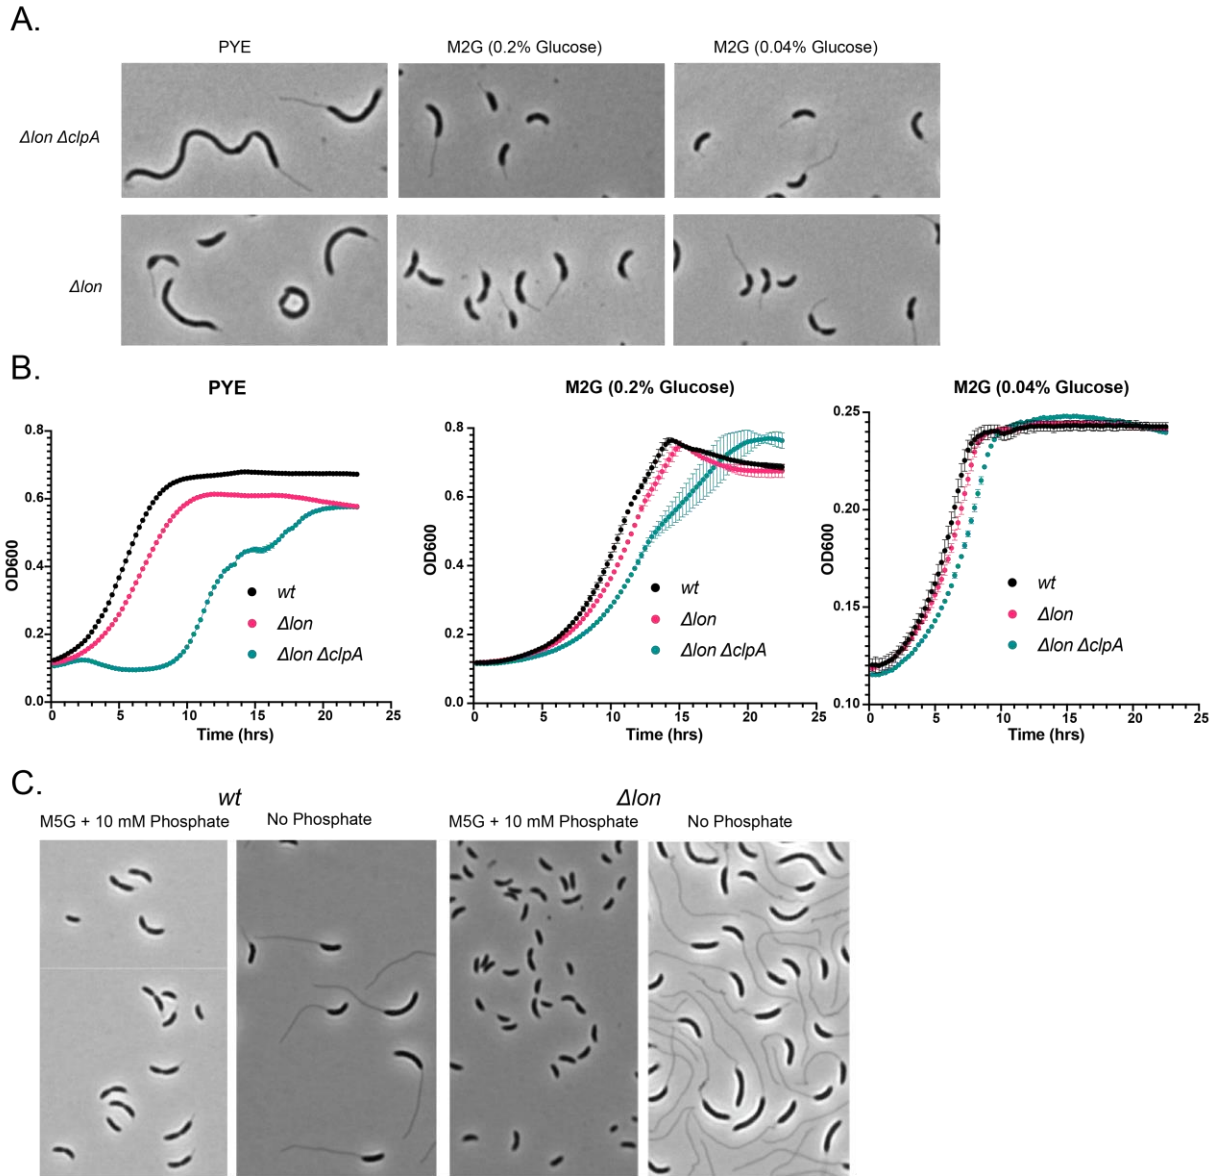 A.
PYE
M2G (0.2% Glucose)
M2G (0.04% Glucose)
Δlon ΔclpA
Δlon
B.
PYE
0.8
0.6
0.4
0.2
0.0
OD600
0 5 10 15 20 25
Time (hrs)
wt
Δlon
Δlon ΔclpA
M2G (0.2% Glucose)
0.8
0.6
0.4
0.2
0.0
OD600
0 5 10 15 20 25
Time (hrs)
wt
Δlon
Δlon ΔclpA
M2G (0.04% Glucose)
0.25
0.20
0.15
0.10
OD600
0 5 10 15 20 25
Time (hrs)
wt
Δlon
Δlon ΔclpA
C.
wt
Δlon
M5G + 10 mM Phosphate
No Phosphate
M5G + 10 mM Phosphate
No Phosphate